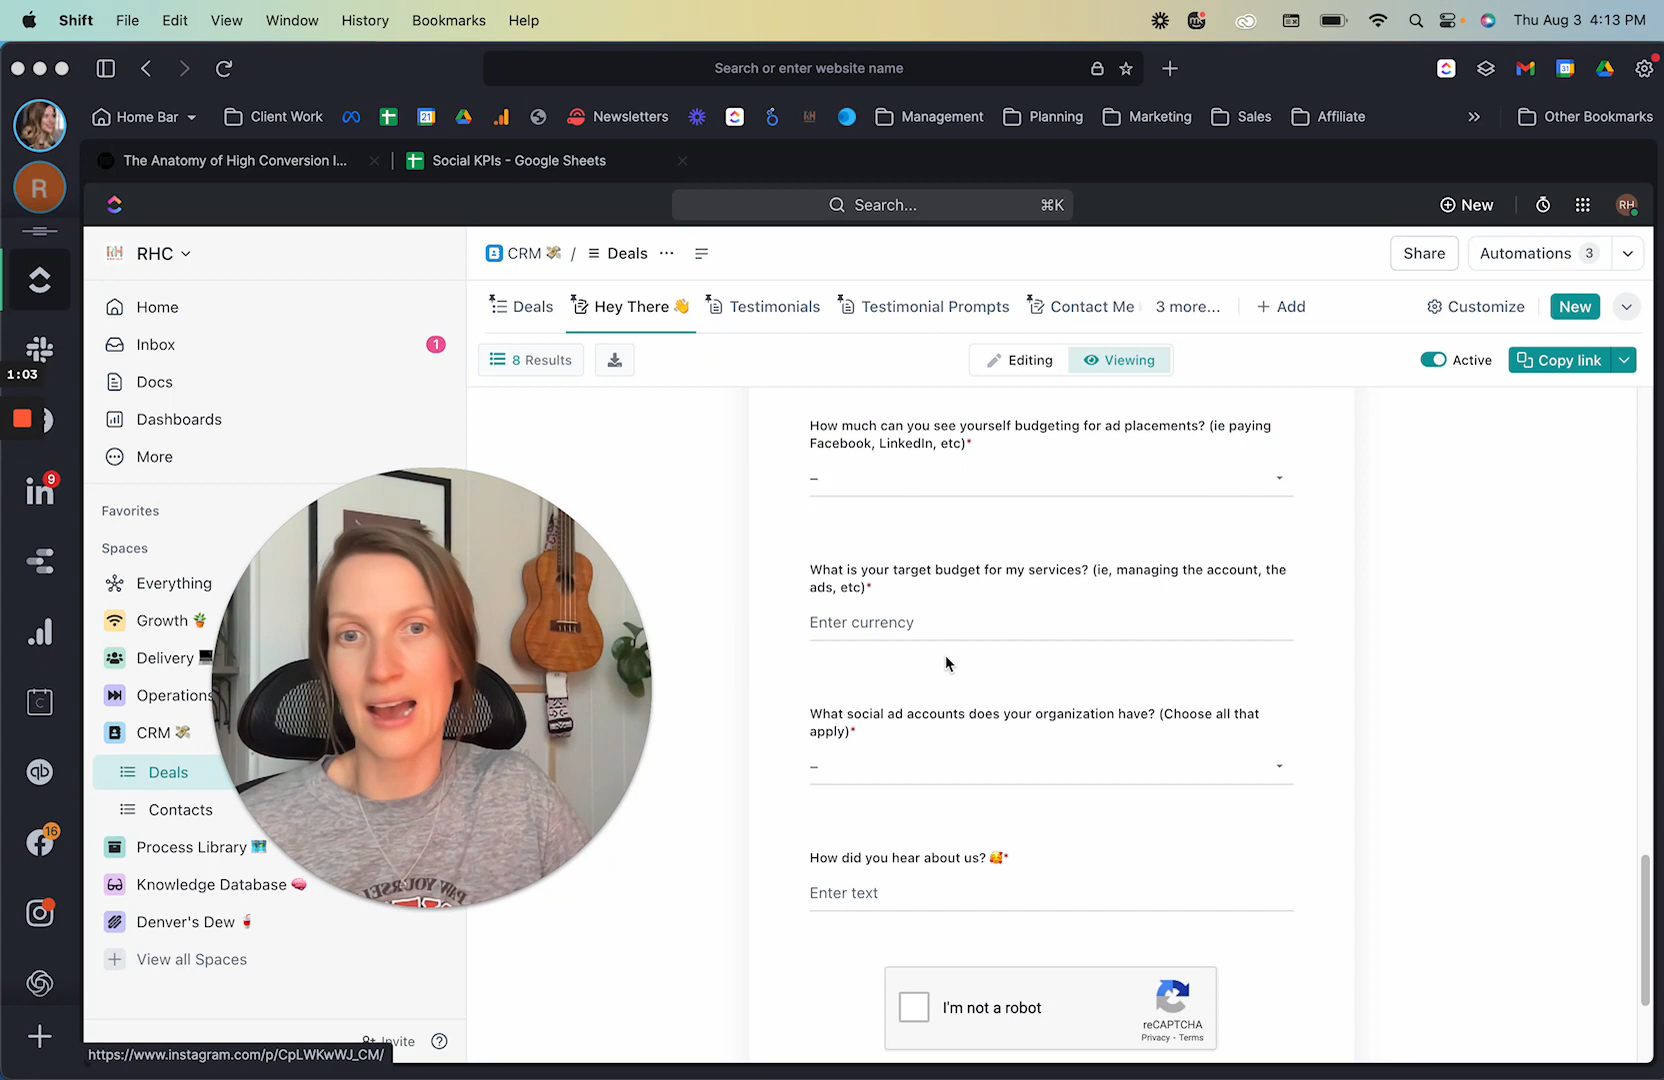 Shift File Edit View Window History Bookmarks Help Thu Aug 3 4:13 PM
Search or enter website name
Home Bar Client Work Newsletters Management Planning Marketing Sales Affiliate » Other Bookmarks
The Anatomy of High Conversion I... Social KPIs - Google Sheets
R
Search... ⌘K New RH
RHC
CRM 💸 / Deals ... Share Automations 3
Deals Hey There 👋 Testimonials Testimonial Prompts Contact Me 3 more... + Add Customize New
8 Results Editing Viewing Active Copy link
Home
Inbox 1
Docs
Dashboards
More
1:03
9
16
qb
Favorites
Spaces
Everything
Growth 🪴
Delivery 🖥
Operations
CRM 💸
Deals
Contacts
Process Library 🗺
Knowledge Database 🧠
Denver's Dew 🍹
+ View all Spaces
Invite
https://www.instagram.com/p/CpLWKwWJ_CM/
How much can you see yourself budgeting for ad placements? (ie paying
Facebook, LinkedIn, etc)*
–
What is your target budget for my services? (ie, managing the account, the
ads, etc)*
Enter currency
What social ad accounts does your organization have? (Choose all that
apply)*
–
How did you hear about us? 🥰*
Enter text
I'm not a robot
reCAPTCHA
Privacy - Terms